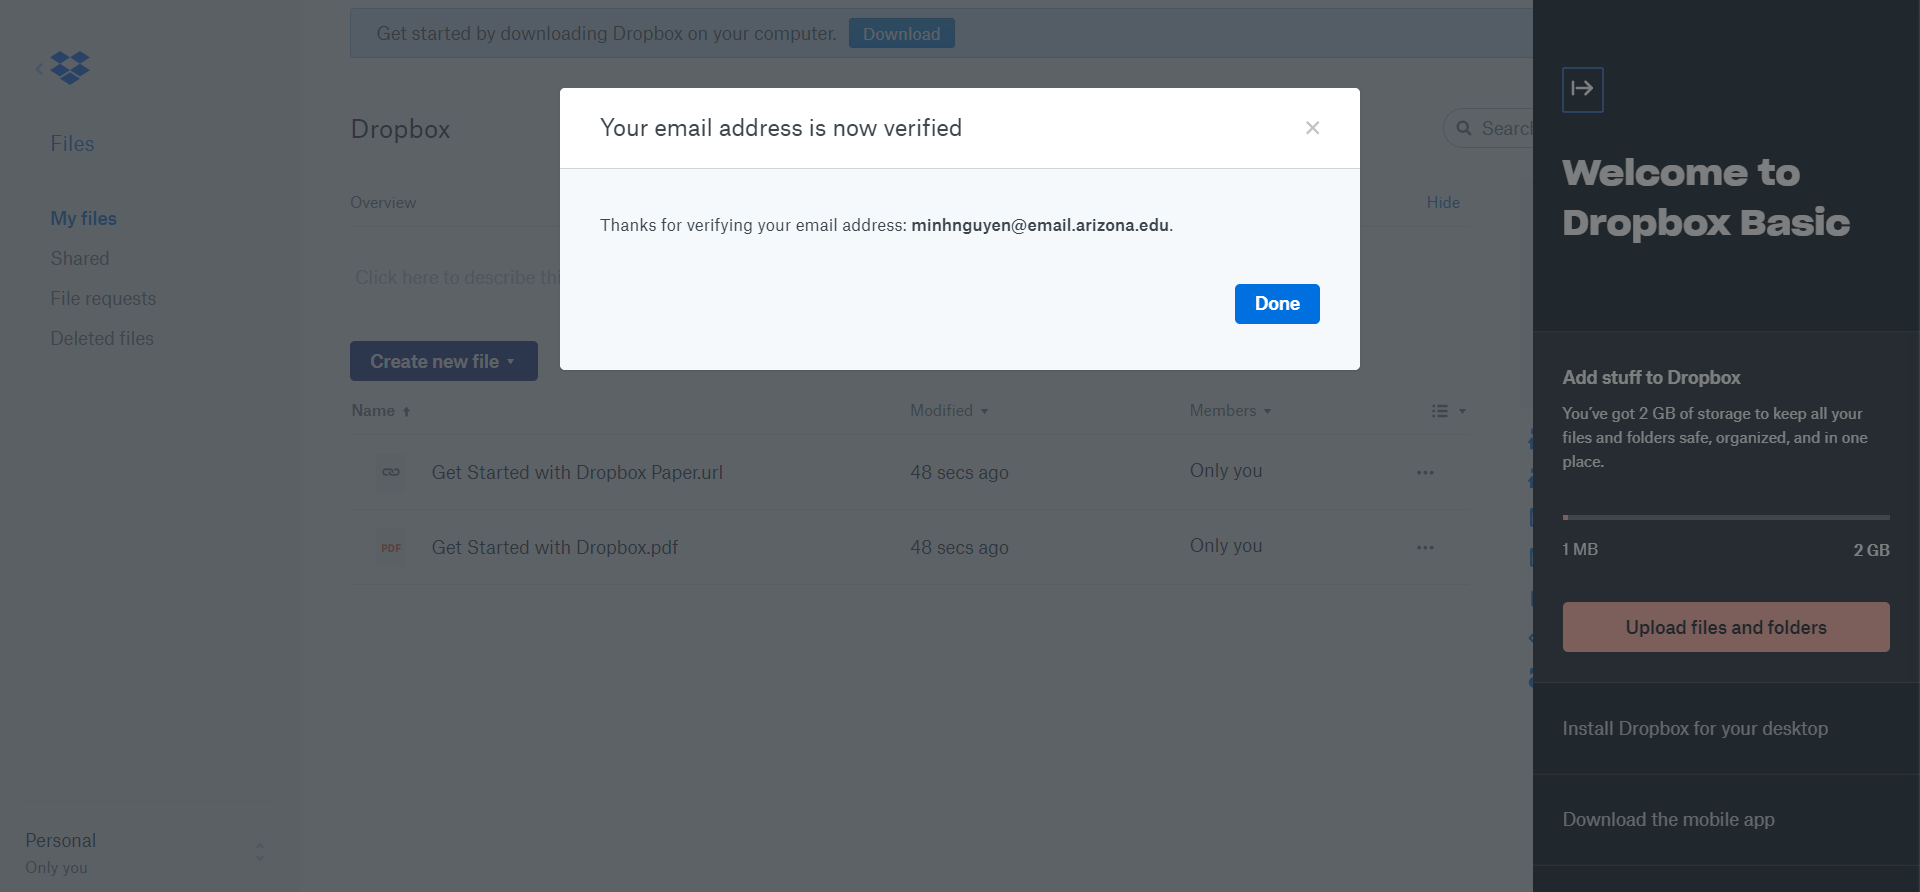 Get started by downloading Dropbox on your computer. Download
Files
My files
Shared
File requests
Deleted files
Personal
Only you
Dropbox
Overview
Hide
Click here to describe
Create new file
Name Modified Members
Get Started with Dropbox Paper.url 48 secs ago Only you
PDF Get Started with Dropbox.pdf 48 secs ago Only you
Your email address is now verified
Thanks for verifying your email address: minhnguyen@email.arizona.edu.
Done
Welcome to
Dropbox Basic
Add stuff to Dropbox
You've got 2 GB of storage to keep all your
files and folders safe, organized, and in one
place.
1 MB 2 GB
Upload files and folders
Install Dropbox for your desktop
Download the mobile app